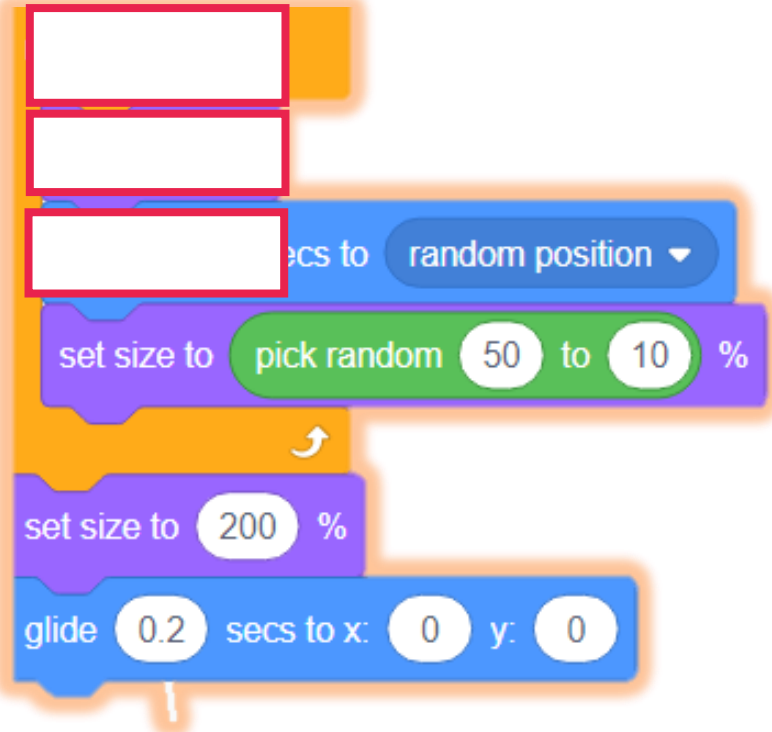 secs to random position
set size to pick random 50 to 10 %
set size to 200 %
glide 0.2 secs to x: 0 y: 0